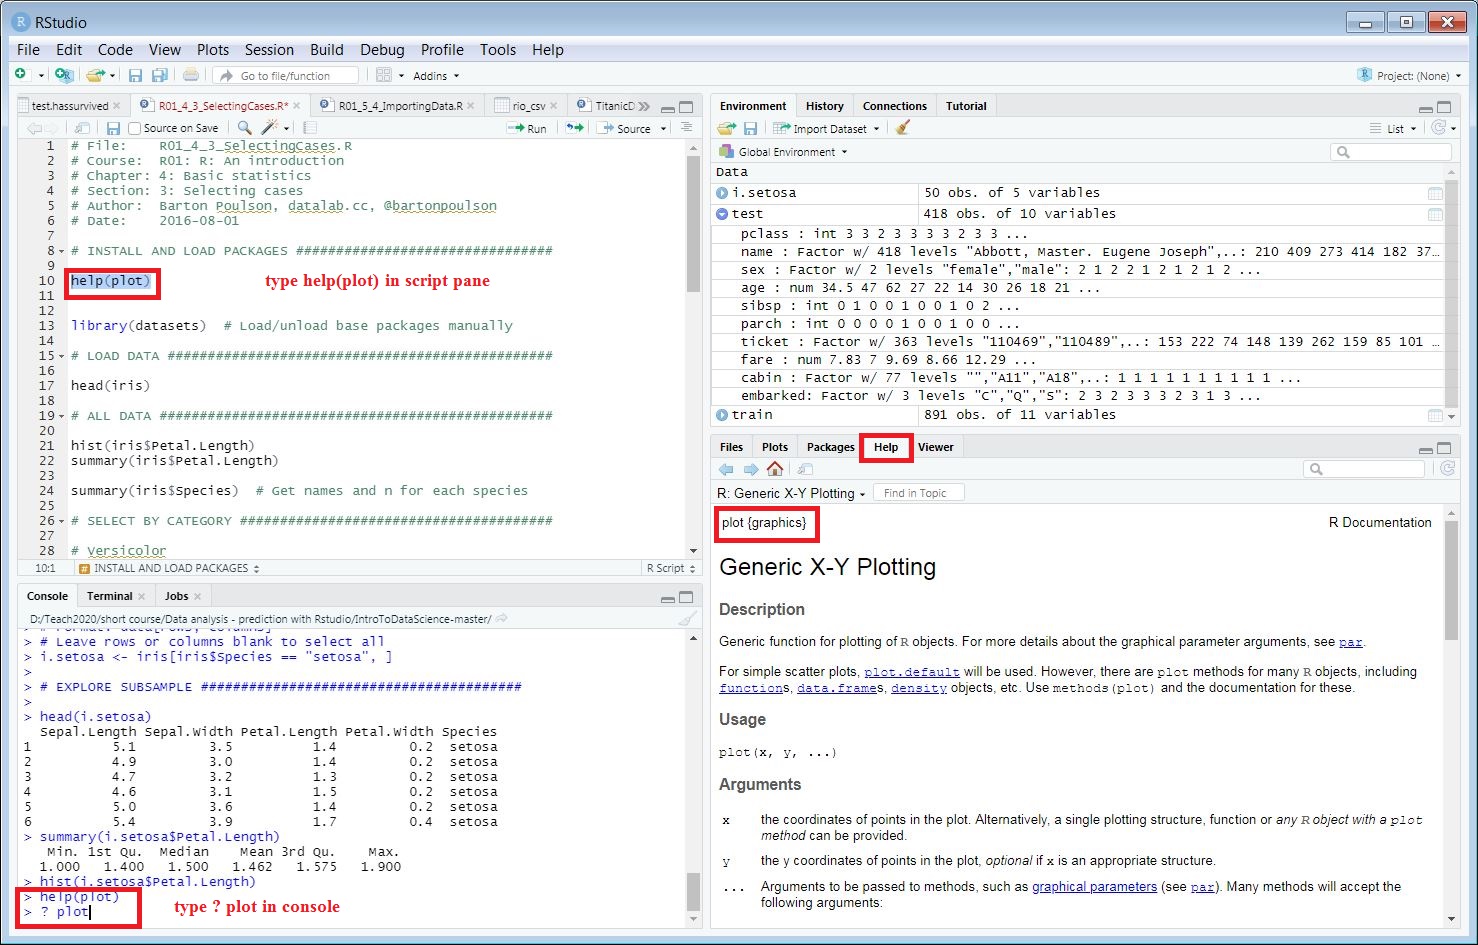 RStudio
File Edit Code View Plots Session Build Debug Profile Tools Help
Go to file/function Addins Project: (None)
test.hassurvived R01_4_3_SelectingCases.R* R01_5_4_ImportingData.R rio_csv TitanicD
Source on Save Run Source
1 # File:    R01_4_3_SelectingCases.R
2 # Course:  R01: R: An introduction
3 # Chapter: 4: Basic statistics
4 # Section: 3: Selecting cases
5 # Author:  Barton Poulson, datalab.cc, @bartonpoulson
6 # Date:    2016-08-01
7
8 # INSTALL AND LOAD PACKAGES ################################
9
10 help(plot)
type help(plot) in script pane
11
12
13 library(datasets)  # Load/unload base packages manually
14
15 # LOAD DATA ################################################
16
17 head(iris)
18
19 # ALL DATA #################################################
20
21 hist(iris$Petal.Length)
22 summary(iris$Petal.Length)
23
24 summary(iris$Species)  # Get names and n for each species
25
26 # SELECT BY CATEGORY #######################################
27
28 # Versicolor
10:1 # INSTALL AND LOAD PACKAGES R Script
Console Terminal Jobs
D:/Teach2020/short course/Data analysis - prediction with Rstudio/IntroToDataScience-master/
> # Format: data[rows, columns]
> # Leave rows or columns blank to select all
> i.setosa <- iris[iris$Species == "setosa", ]
>
> # EXPLORE SUBSAMPLE ########################################
>
> head(i.setosa)
  Sepal.Length Sepal.Width Petal.Length Petal.Width Species
1          5.1         3.5          1.4         0.2  setosa
2          4.9         3.0          1.4         0.2  setosa
3          4.7         3.2          1.3         0.2  setosa
4          4.6         3.1          1.5         0.2  setosa
5          5.0         3.6          1.4         0.2  setosa
6          5.4         3.9          1.7         0.4  setosa
> summary(i.setosa$Petal.Length)
   Min. 1st Qu.  Median    Mean 3rd Qu.    Max.
  1.000   1.400   1.500   1.462   1.575   1.900
> hist(i.setosa$Petal.Length)
> help(plot)
> ? plot
type ? plot in console
Environment History Connections Tutorial
Import Dataset List
Global Environment
Data
i.setosa 50 obs. of 5 variables
test 418 obs. of 10 variables
pclass : int 3 3 2 3 3 3 3 2 3 3 ...
name : Factor w/ 418 levels "Abbott, Master. Eugene Joseph",..: 210 409 273 414 182 37…
sex : Factor w/ 2 levels "female","male": 2 1 2 2 1 2 1 2 1 2 ...
age : num 34.5 47 62 27 22 14 30 26 18 21 ...
sibsp : int 0 1 0 0 1 0 0 1 0 2 ...
parch : int 0 0 0 0 1 0 0 1 0 0 ...
ticket : Factor w/ 363 levels "110469","110489",..: 153 222 74 148 139 262 159 85 101 …
fare : num 7.83 7 9.69 8.66 12.29 ...
cabin : Factor w/ 77 levels "","A11","A18",..: 1 1 1 1 1 1 1 1 1 1 ...
embarked: Factor w/ 3 levels "C","Q","S": 2 3 2 3 3 3 2 3 1 3 ...
train 891 obs. of 11 variables
Files Plots Packages Help Viewer
R: Generic X-Y Plotting Find in Topic
plot {graphics} R Documentation
Generic X-Y Plotting
Description
Generic function for plotting of R objects. For more details about the graphical parameter arguments, see par.
For simple scatter plots, plot.default will be used. However, there are plot methods for many R objects, including
functions, data.frames, density objects, etc. Use methods(plot) and the documentation for these.
Usage
plot(x, y, ...)
Arguments
x the coordinates of points in the plot. Alternatively, a single plotting structure, function or any R object with a plot
method can be provided.
y the y coordinates of points in the plot, optional if x is an appropriate structure.
... Arguments to be passed to methods, such as graphical parameters (see par). Many methods will accept the
following arguments: